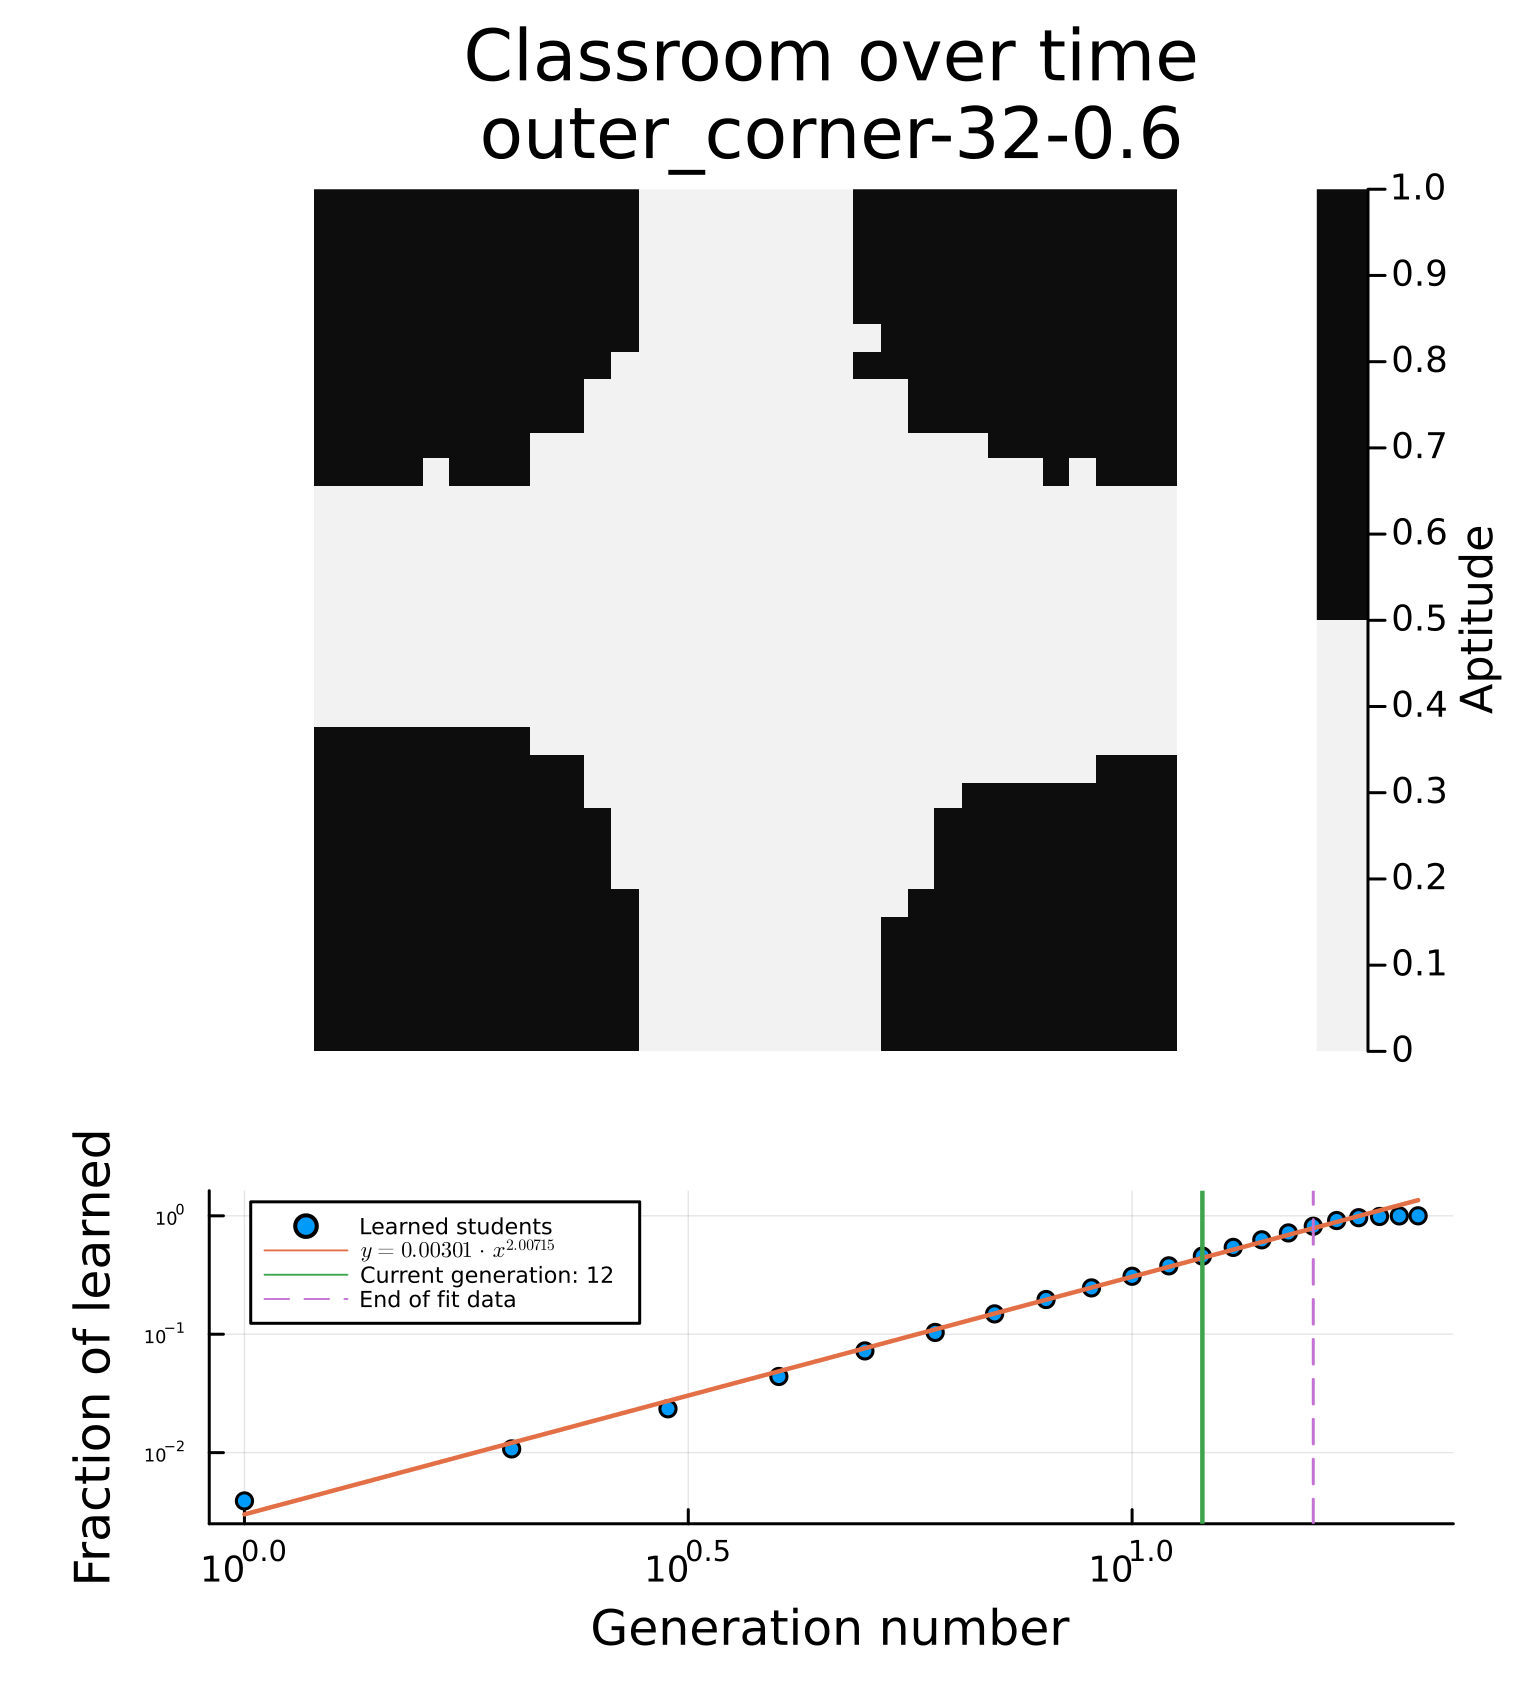 Classroom over time
outer_corner-32-0.6
1.0
0.9
0.8
0.7
0.6
0.5
0.4
0.3
0.2
0.1
0
Aptitude
Fraction of learned
10^0
10^−1
10^−2
Learned students
y = 0.00301 · x^2.00715
Current generation: 12
End of fit data
10^0.0 10^0.5 10^1.0
Generation number